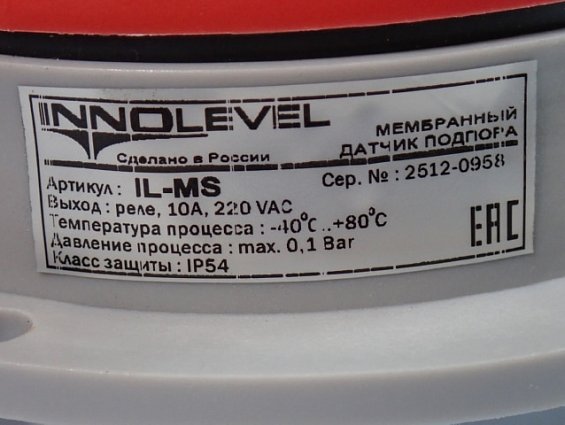 INNOLEVEL
Сделано в России
МЕМБРАННЫЙ
ДАТЧИК ПОДПОРА
Артикул : IL-MS
Сер. № : 2512-0958
Выход : реле, 10А, 220 VAC
Температура процесса : -40°C ..+80°C
Давление процесса : max. 0,1 Bar
Класс защиты : IP54
EAC